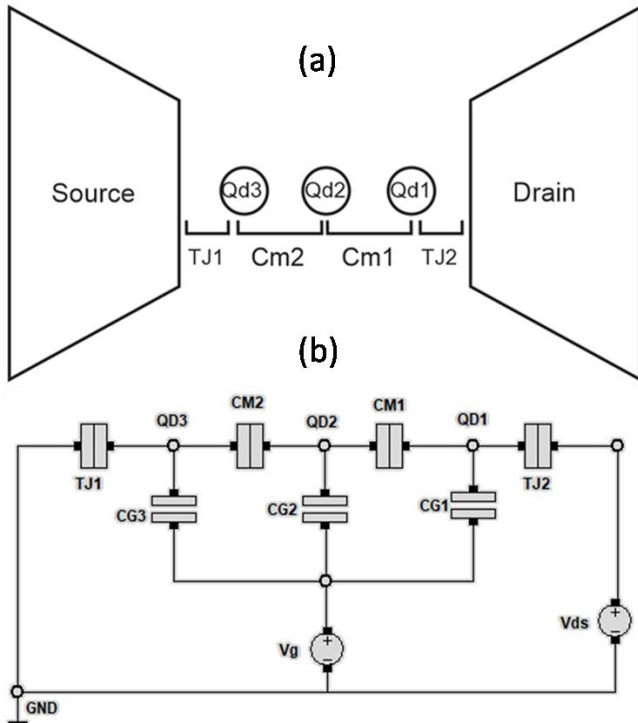 (a)
Source
Qd3 Qd2 Qd1
Drain
TJ1 Cm2 Cm1 TJ2
(b)
CM2 CM1
QD3 QD2 QD1
TJ1 TJ2
CG3 CG2 CG1
Vg Vds
GND